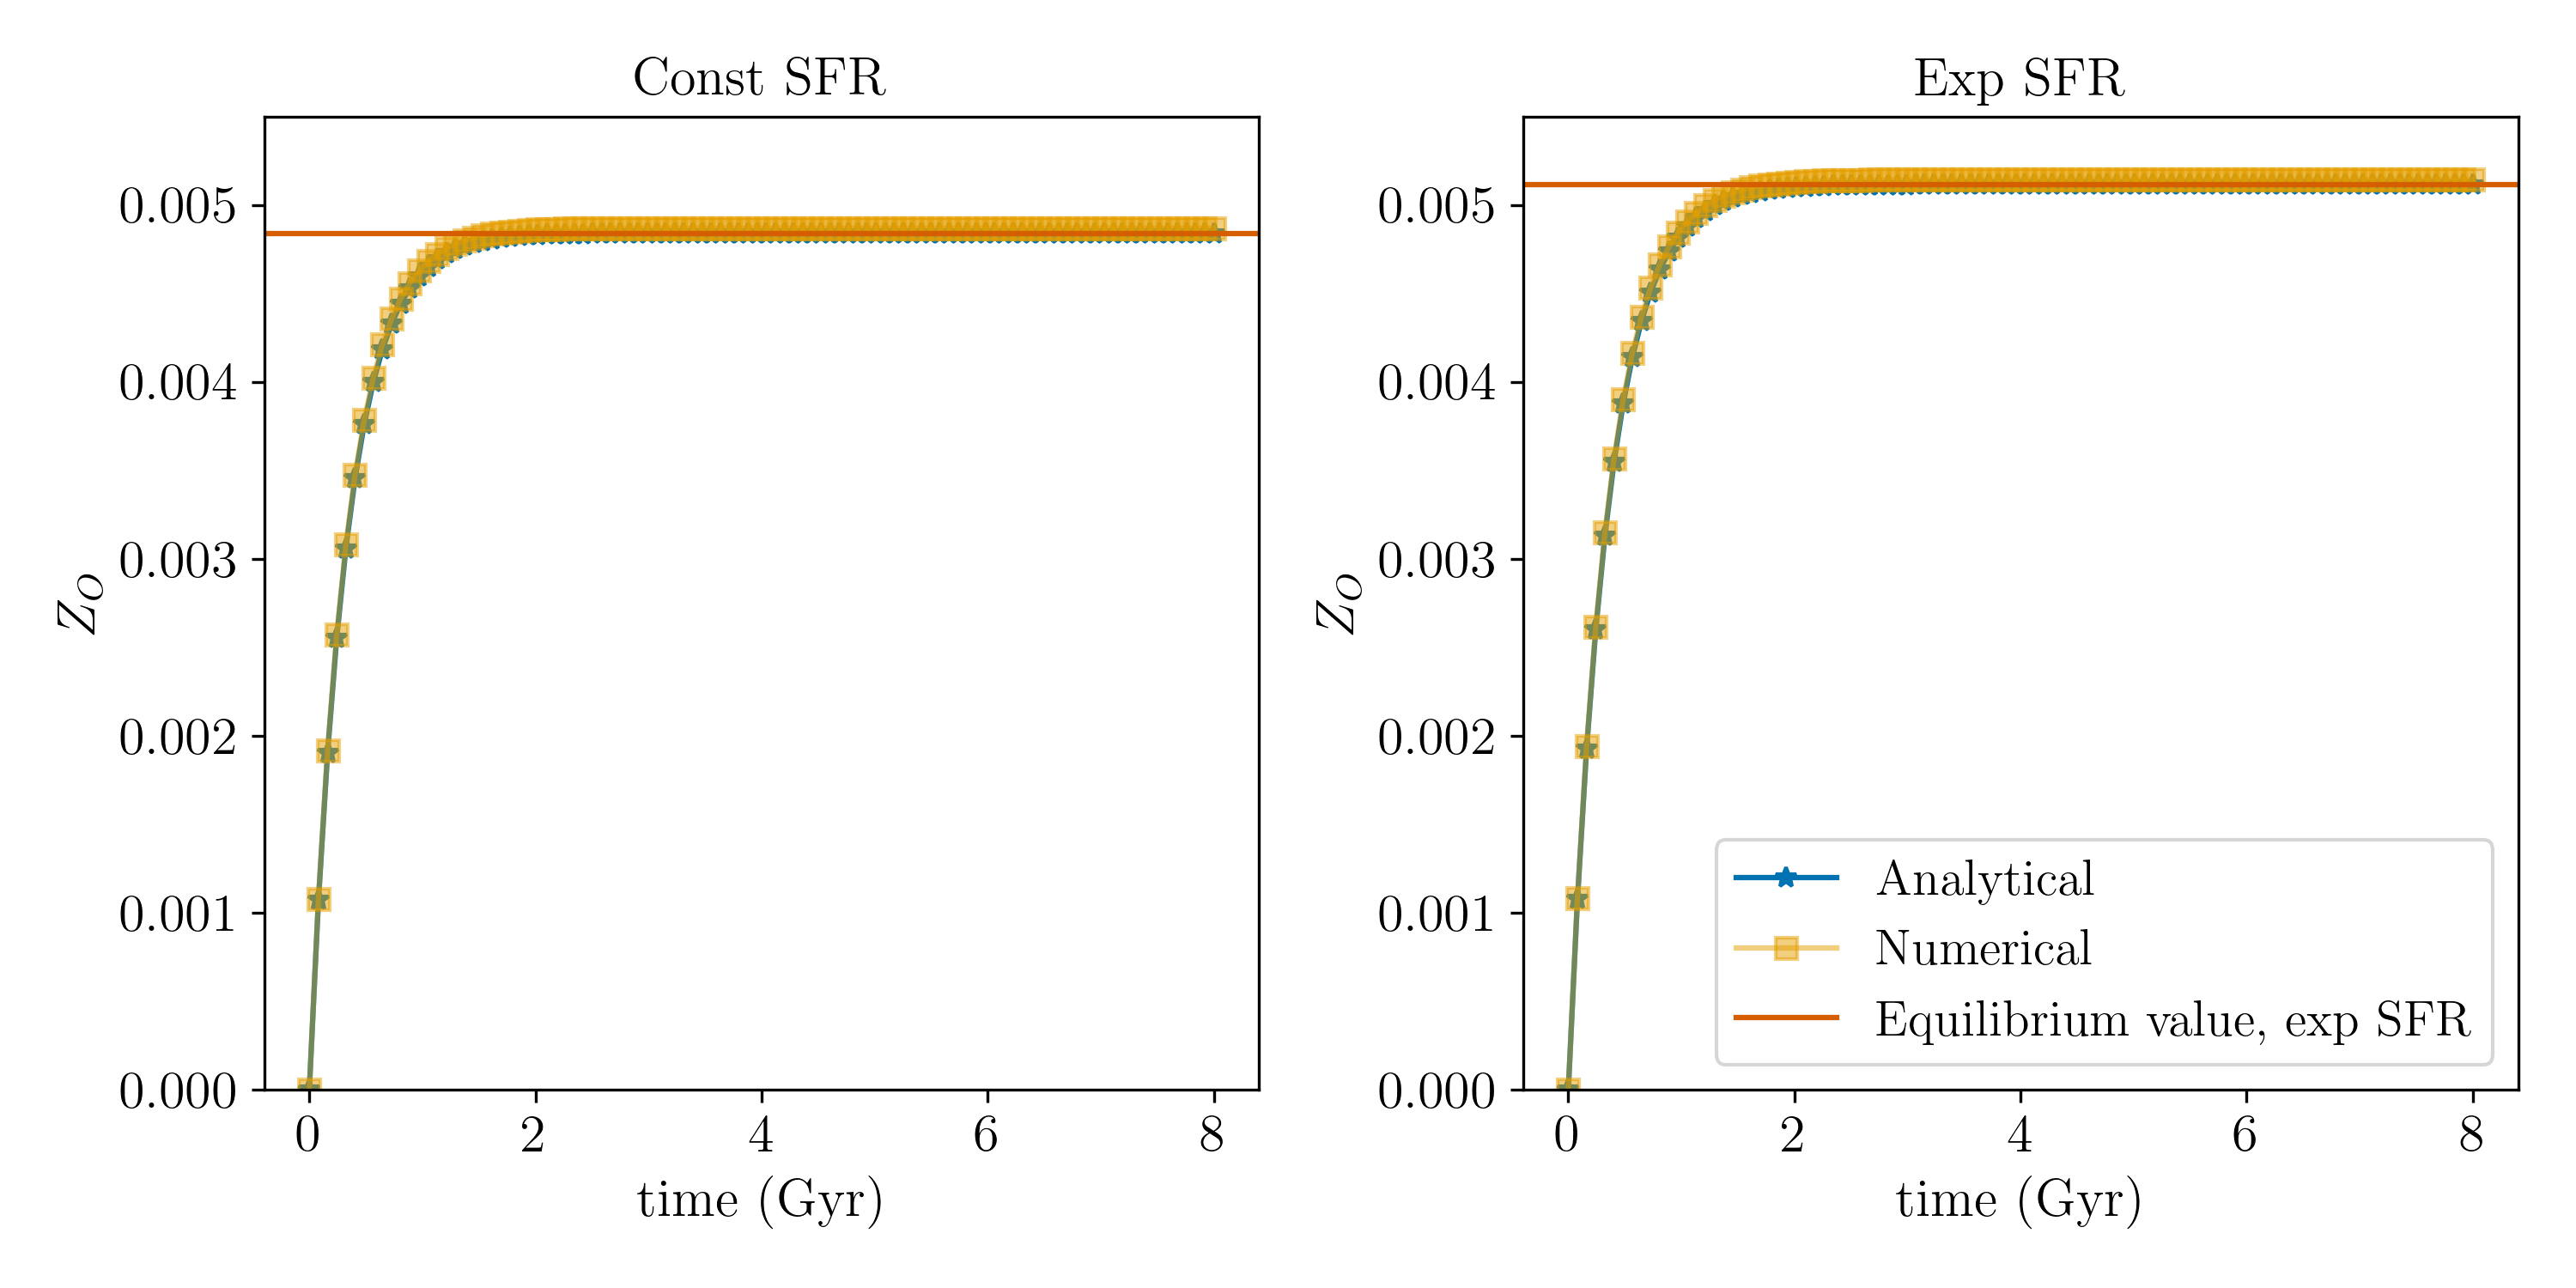 Const SFR
Z_O
0.005
0.004
0.003
0.002
0.001
0.000
0 2 4 6 8
time (Gyr)
Exp SFR
Z_O
0.005
0.004
0.003
0.002
0.001
0.000
0 2 4 6 8
time (Gyr)
Analytical
Numerical
Equilibrium value, exp SFR